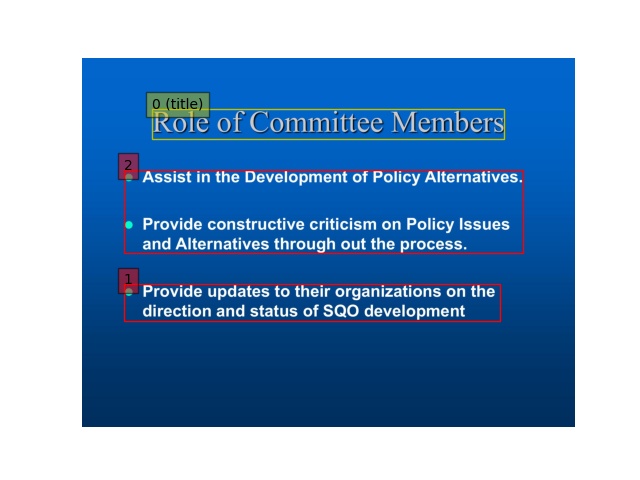 0 (title)
Role of Committee Members
2
Assist in the Development of Policy Alternatives.
Provide constructive criticism on Policy Issues
and Alternatives through out the process.
1
Provide updates to their organizations on the
direction and status of SQO development